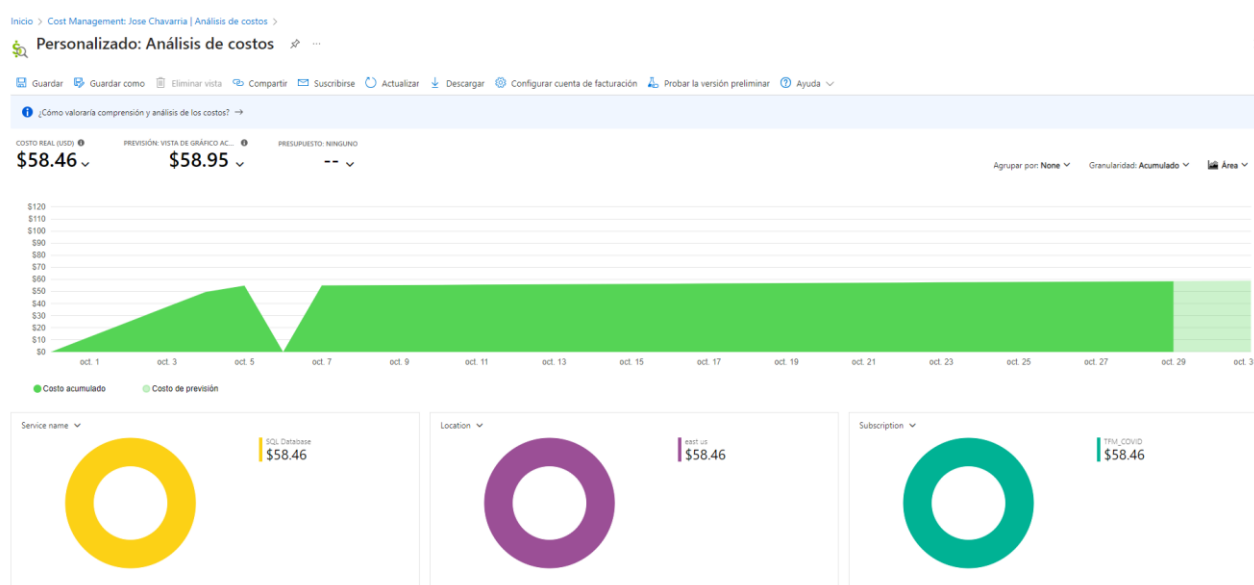 Inicio > Cost Management: Jose Chavarria | Análisis de costos >
Personalizado: Análisis de costos ...
Guardar Guardar como Eliminar vista Compartir Suscribirse Actualizar Descargar Configurar cuenta de facturación Probar la versión preliminar Ayuda
¿Cómo valoraría comprensión y análisis de los costos? →
COSTO REAL (USD) PREVISIÓN: VISTA DE GRÁFICO AC... PRESUPUESTO: NINGUNO
$58.46 $58.95 --
Agrupar por: None Granularidad: Acumulado Área
$120
$110
$100
$90
$80
$70
$60
$50
$40
$30
$20
$10
$0
oct. 1 oct. 3 oct. 5 oct. 7 oct. 9 oct. 11 oct. 13 oct. 15 oct. 17 oct. 19 oct. 21 oct. 23 oct. 25 oct. 27 oct. 29 oct. 3
Costo acumulado Costo de previsión
Service name
SQL Database
$58.46
Location
east us
$58.46
Subscription
TFM_COVID
$58.46